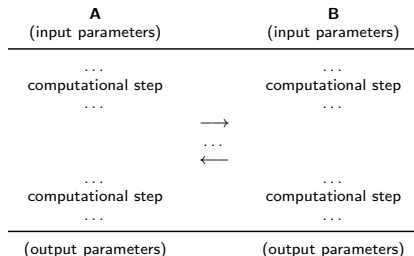 A B
(input parameters) (input parameters)
... ...
computational step computational step
... ...
⟶
...
⟵
... ...
computational step computational step
... ...
(output parameters) (output parameters)